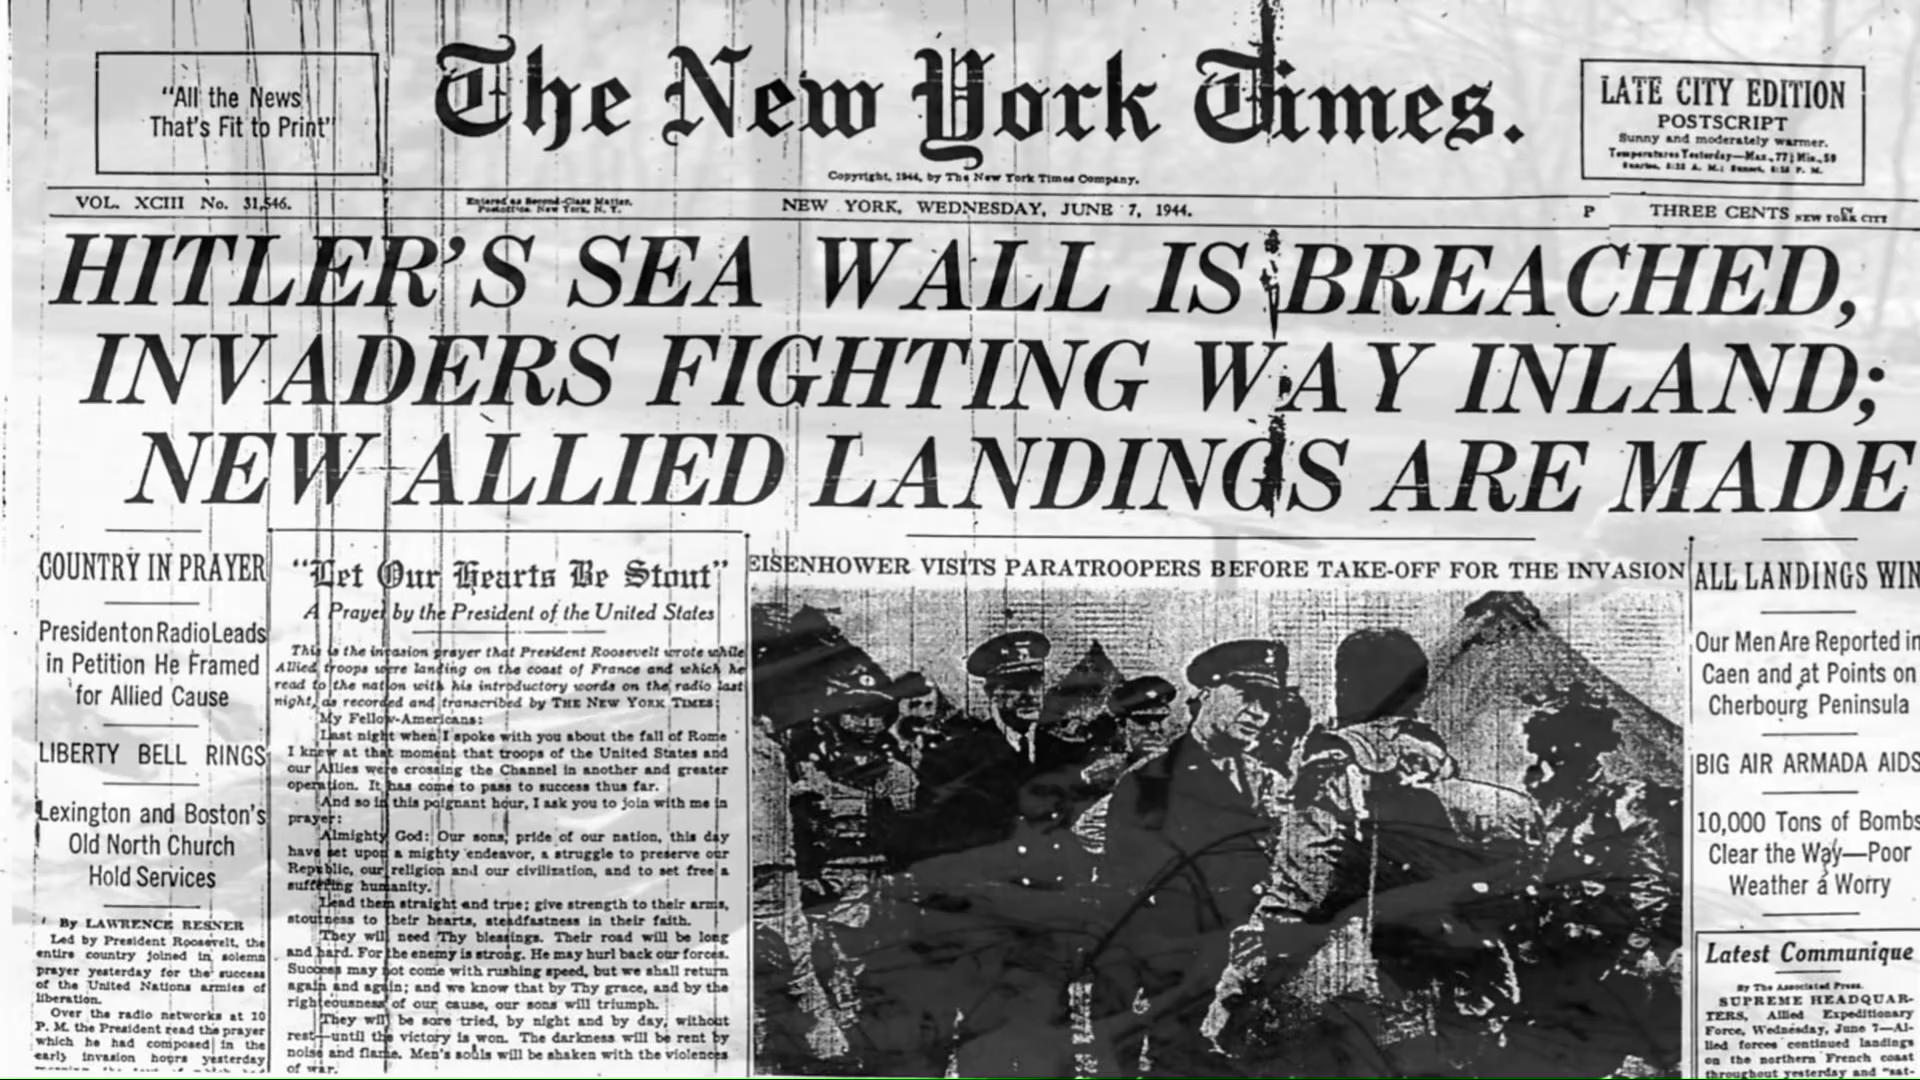 "All the News
That's Fit to Print"
The New York Times.
LATE CITY EDITION
POSTSCRIPT
Sunny and moderately warmer.
Temperatures Yesterday—Max., 77; Min., 59
Copyright, 1944, by The New York Times Company.
VOL. XCIII No. 31,546.
Entered as Second-Class Matter,
Postoffice, New York, N. Y.
NEW YORK, WEDNESDAY, JUNE 7, 1944.
P
THREE CENTS NEW YORK CITY
HITLER'S SEA WALL IS BREACHED,
INVADERS FIGHTING WAY INLAND;
NEW ALLIED LANDINGS ARE MADE
COUNTRY IN PRAYER
President on Radio Leads
in Petition He Framed
for Allied Cause
LIBERTY BELL RINGS
Lexington and Boston's
Old North Church
Hold Services
By LAWRENCE RESNER
Led by President Roosevelt, the
entire country joined in solemn
prayer yesterday for the success
of the United Nations armies of
liberation.
Over the radio networks at 10
P. M. the President read the prayer
which he had composed in the
early invasion hours yesterday
"Let Our Hearts Be Stout"
A Prayer by the President of the United States
This is the invasion prayer that President Roosevelt wrote while
Allied troops were landing on the coast of France and which he
read to the nation with his introductory words on the radio last
night, as recorded and transcribed by THE NEW YORK TIMES:
My Fellow-Americans:
Last night when I spoke with you about the fall of Rome
I knew at that moment that troops of the United States and
our Allies were crossing the Channel in another and greater
operation. It has come to pass to success thus far.
And so in this poignant hour, I ask you to join with me in
prayer:
Almighty God: Our sons, pride of our nation, this day
have set upon a mighty endeavor, a struggle to preserve our
Republic, our religion and our civilization, and to set free a
suffering humanity.
Lead them straight and true; give strength to their arms,
stoutness to their hearts, steadfastness in their faith.
They will need Thy blessings. Their road will be long
and hard. For the enemy is strong. He may hurl back our forces.
Success may not come with rushing speed, but we shall return
again and again; and we know that by Thy grace, and by the
righteousness of our cause, our sons will triumph.
They will be sore tried, by night and by day, without
rest—until the victory is won. The darkness will be rent by
noise and flame. Men's souls will be shaken with the violences
of war.
EISENHOWER VISITS PARATROOPERS BEFORE TAKE-OFF FOR THE INVASION
ALL LANDINGS WIN
Our Men Are Reported in
Caen and at Points on
Cherbourg Peninsula
BIG AIR ARMADA AIDS
10,000 Tons of Bombs
Clear the Way—Poor
Weather a Worry
Latest Communique
By The Associated Press.
SUPREME HEADQUAR-
TERS, Allied Expeditionary
Force, Wednesday, June 7—Al-
lied forces continued landings
on the northern French coast
throughout yesterday and "sat-